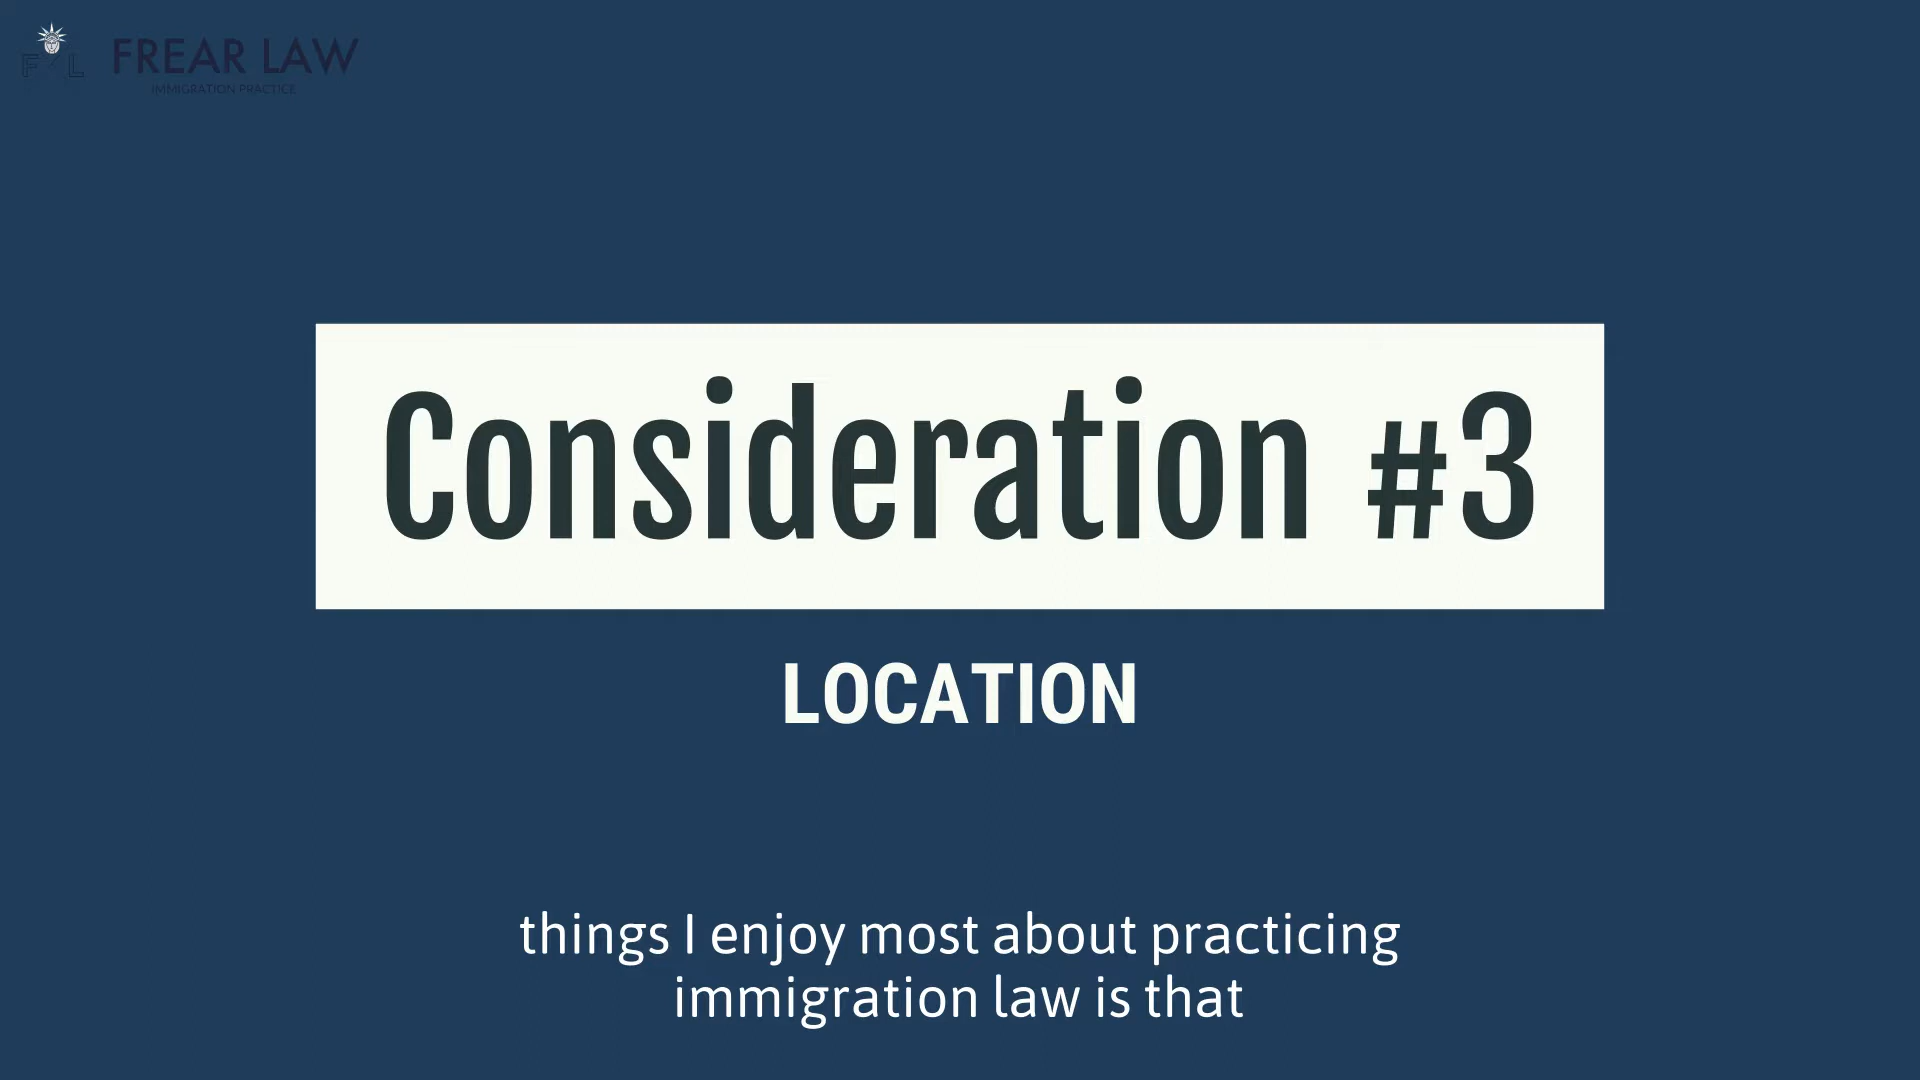 F L
FREAR LAW
IMMIGRATION PRACTICE
Consideration #3
LOCATION
things I enjoy most about practicing
immigration law is that